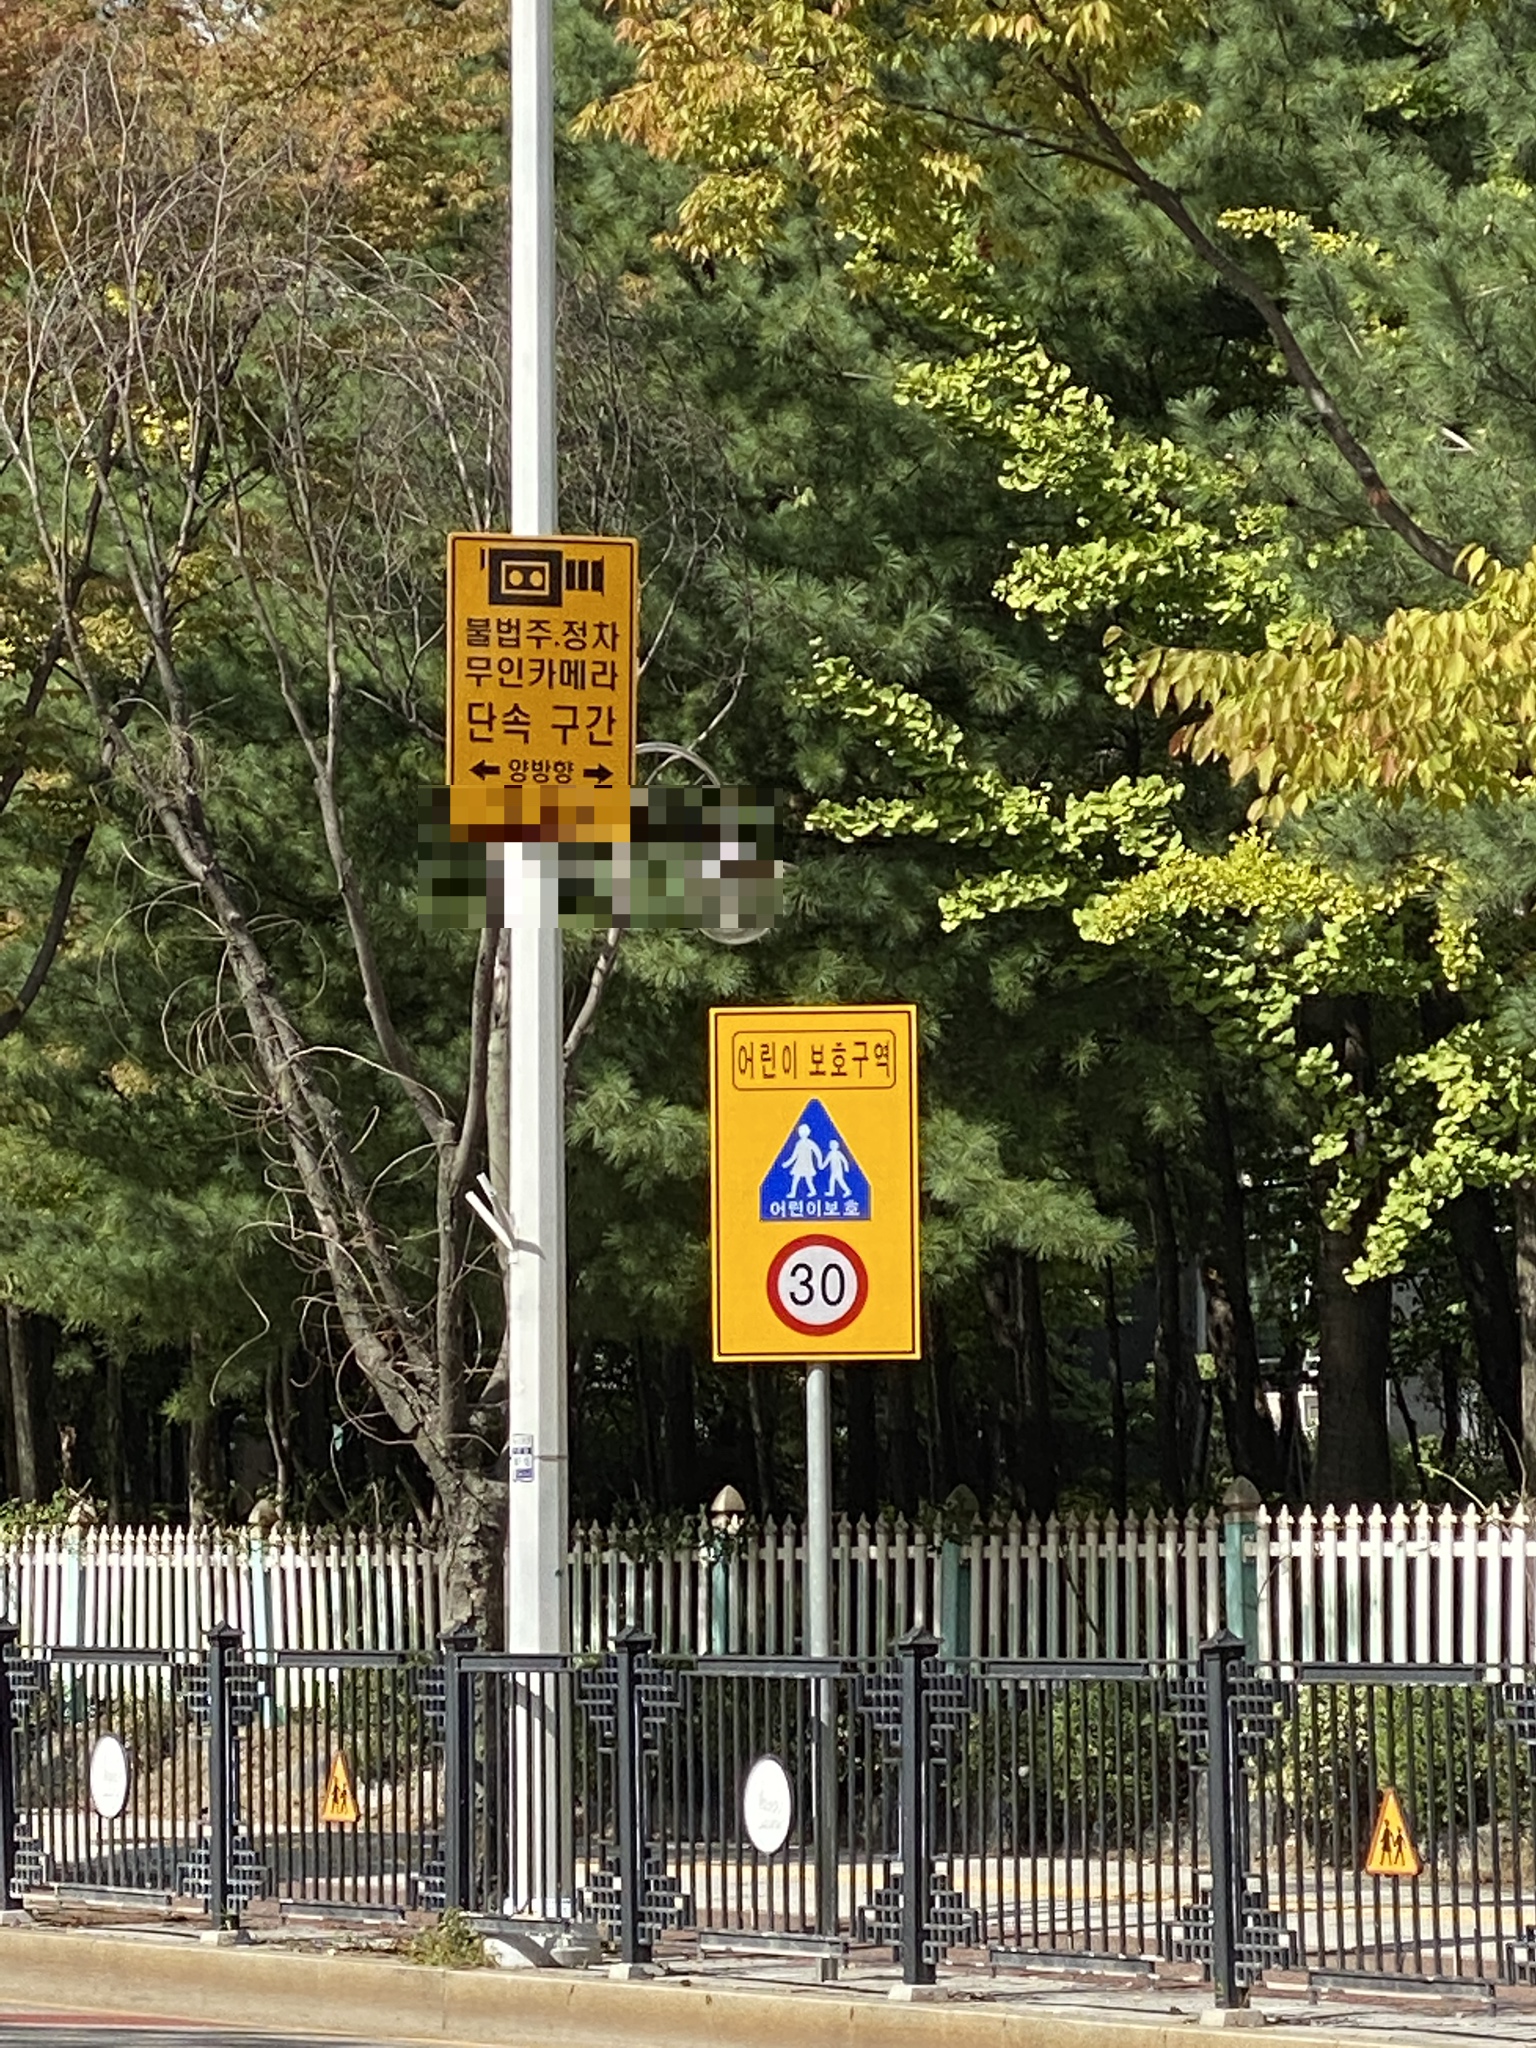 불법주.정차
무인카메라
단속 구간
양방향
어린이 보호구역
어린이보호
30